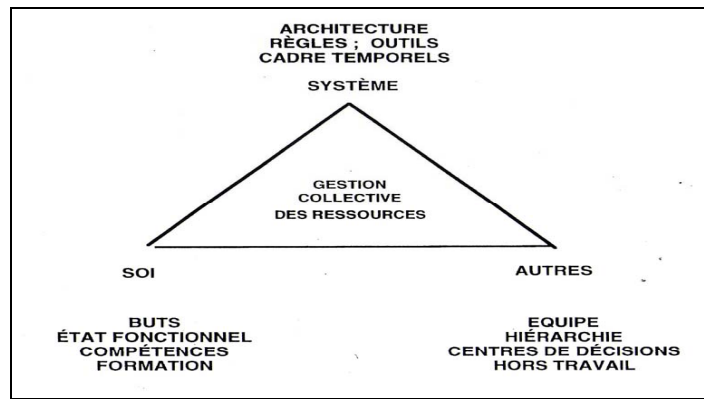 ARCHITECTURE
RÈGLES ; OUTILS
CADRE TEMPORELS
SYSTÈME
GESTION
COLLECTIVE
DES RESSOURCES
SOI
AUTRES
BUTS
ÉTAT FONCTIONNEL
COMPÉTENCES
FORMATION
EQUIPE
HIÉRARCHIE
CENTRES DE DÉCISIONS
HORS TRAVAIL